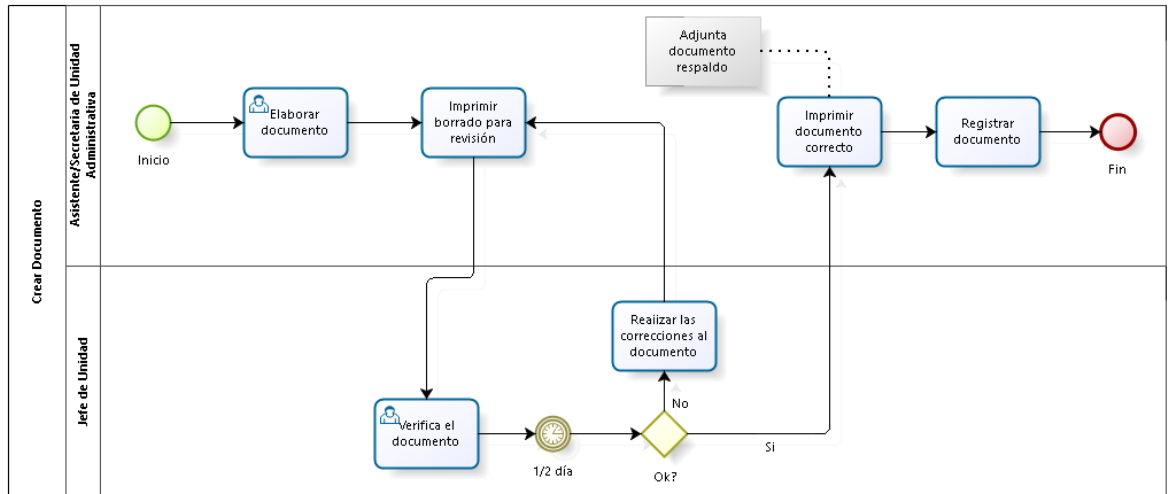 Crear Documento
Asistente/Secretaria de Unidad
Administrativa
Inicio
Elaborar
documento
Imprimir
borrado para
revisión
Adjunta
documento
respaldo
Imprimir
documento
correcto
Registrar
documento
Fin
Jefe de Unidad
Verifica el
documento
1/2 día
Ok?
No
Reaiizar las
correcciones al
documento
Si